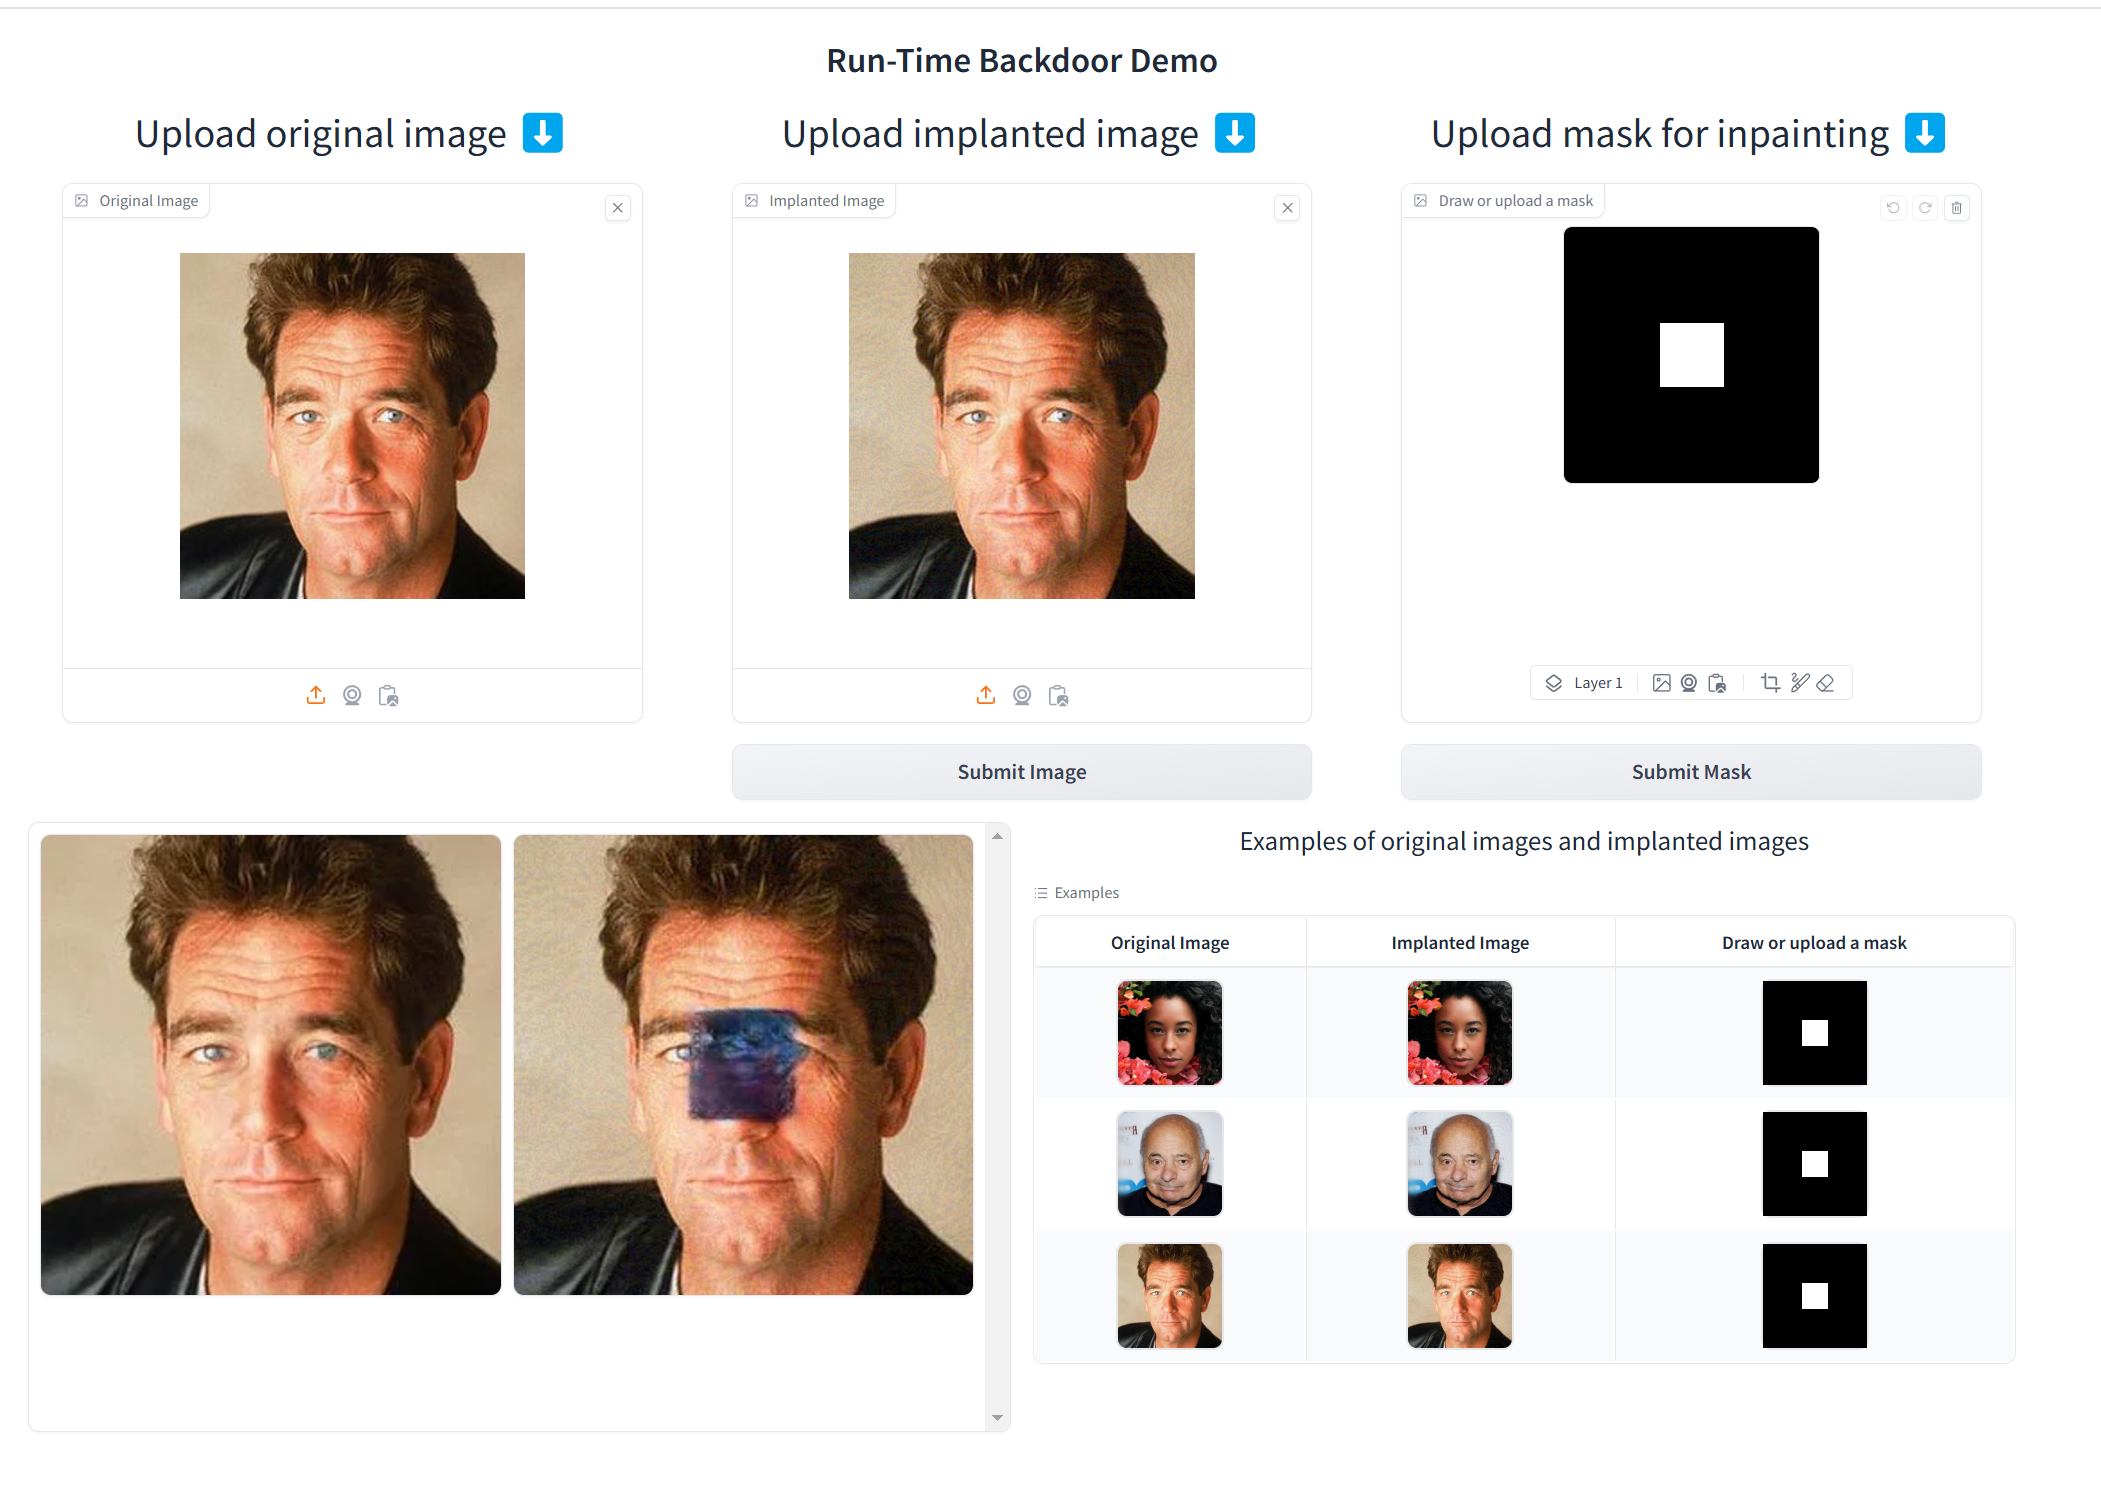 Run-Time Backdoor Demo
Upload original image
Upload implanted image
Upload mask for inpainting
Original Image
Implanted Image
Draw or upload a mask
Layer 1
Submit Image
Submit Mask
Examples of original images and implanted images
Examples
Original Image
Implanted Image
Draw or upload a mask